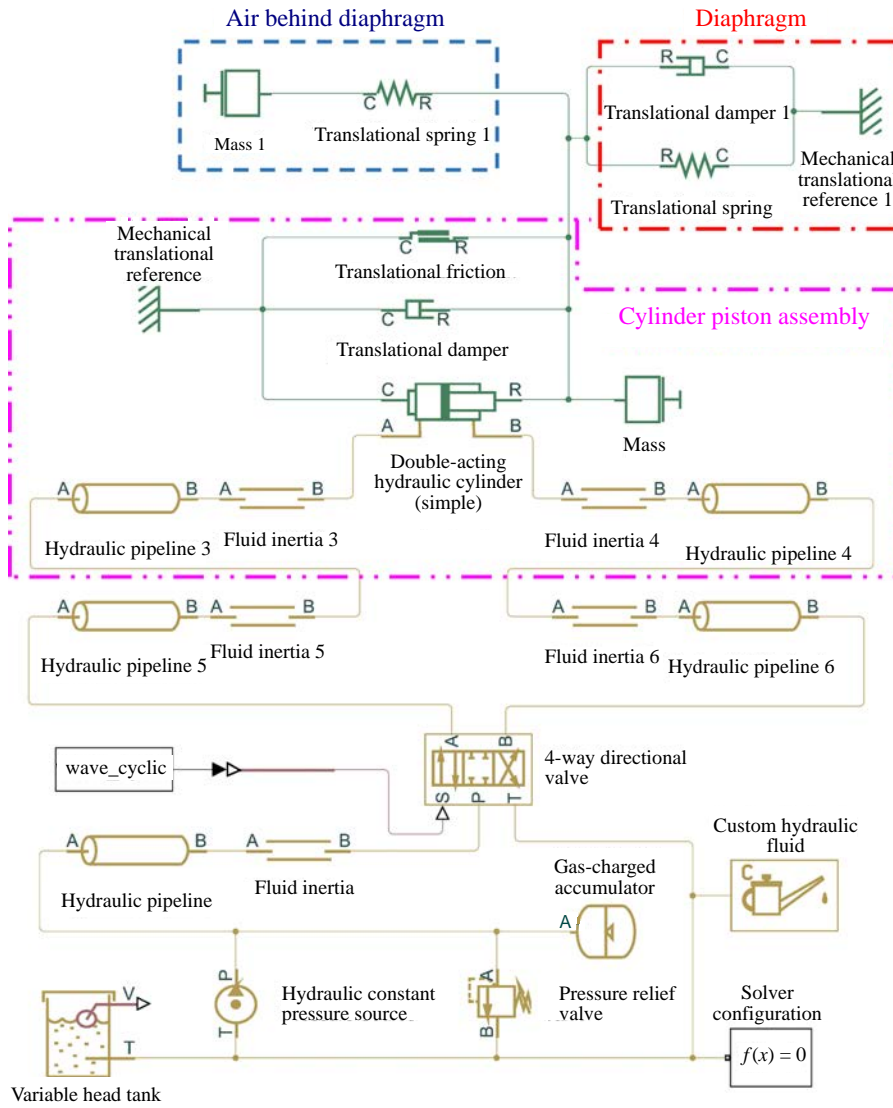 Air behind diaphragm
Diaphragm
R
C
C
R
Mass 1
Translational spring 1
Translational damper 1
R
C
Mechanical
translational
reference 1
Translational spring
Mechanical
translational
reference
C
R
Translational friction
Cylinder piston assembly
C
R
Translational damper
C
R
A
B
Mass
Double-acting
hydraulic cylinder
(simple)
A
B
A
B
A
B
A
B
Hydraulic pipeline 3
Fluid inertia 3
Fluid inertia 4
Hydraulic pipeline 4
A
B
A
B
A
B
A
B
Hydraulic pipeline 5
Fluid inertia 5
Fluid inertia 6
Hydraulic pipeline 6
A
B
4-way directional
valve
wave_cyclic
S
P
T
A
B
A
B
Hydraulic pipeline
Fluid inertia
Gas-charged
accumulator
Custom hydraulic
fluid
C
A
P
T
Hydraulic constant
pressure source
A
B
Pressure relief
valve
Solver
configuration
V
T
f(x) = 0
Variable head tank